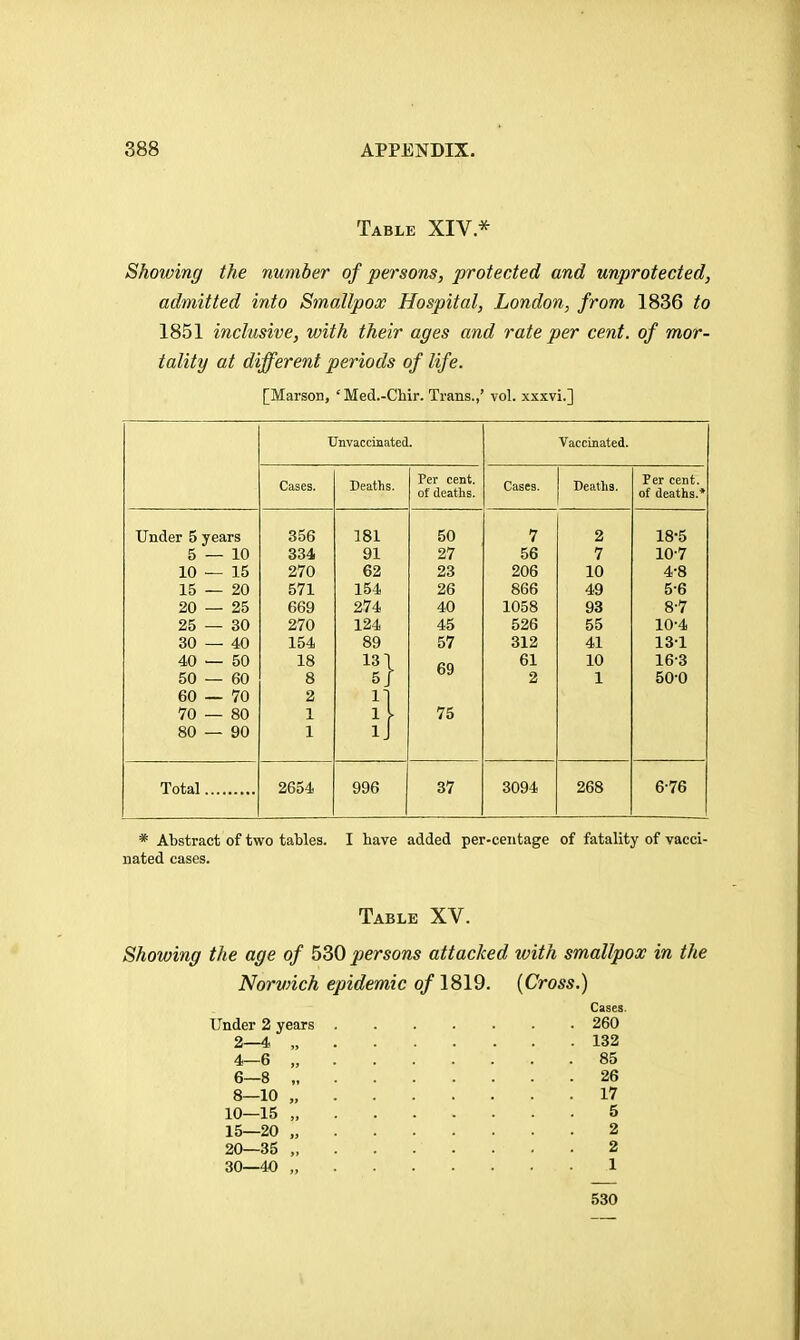 388 APPENDIX.
Table XIV.*
Showing the number of persons, protected and unprotected,
admitted into Smallpox Hospital, London, from 1836 to
1851 inclusive, with their ages and rate per cent. of mor-
tality at different periods of life.
[Marson, ‘Med.-Chir. Trans.,’ vol. xxxvi.]
Unvaccinated. Vaccinated.
Cases. Deaths. Per cent. of deaths. Cases. Deaths. Per cent. of deaths.*
Under 5 years 356 181 50 7 2 18·5
5 — 10 334 91 27 56 7 10·7
10 — 15 270 62 23 206 10 4·8
15 — 20 571 154 26 866 49 5·6
20 — 25 669 274 40 1058 93 8·7
25 — 30 270 124 45 526 55 10·4
30 — 40 154 89 57 312 41 13·1
40 — 50 18 13 } 69 61 10 16·3
50 — 60 8 5 } 2 1 50·0
60 — 70 2 1 }
70 — 80 1 1 } 75
80 — 90 1 1 }
Total.......... 2654 996 37 3094 268 6·76
* Abstract of two tables. I have added per-centage of fatality of vacci-
nated cases.
Table XV.
Showing the age of 530 persons attacked with smallpox in the
Norwich epidemic of 1819. (Cross.)
Cases.
Under 2 years . . . . . . . 260
2—4 „ . . . . . . . 132
4—6 „ . . . . . . . 85
6—8 „ . . . . . . . 26
8—10 „ . . . . . . . 17
10—15 „ . . . . . . . 5
15—20 „ . . . . . . . 2
20—35 „ . . . . . . . 2
30—40 „ . . . . . . . 1
530